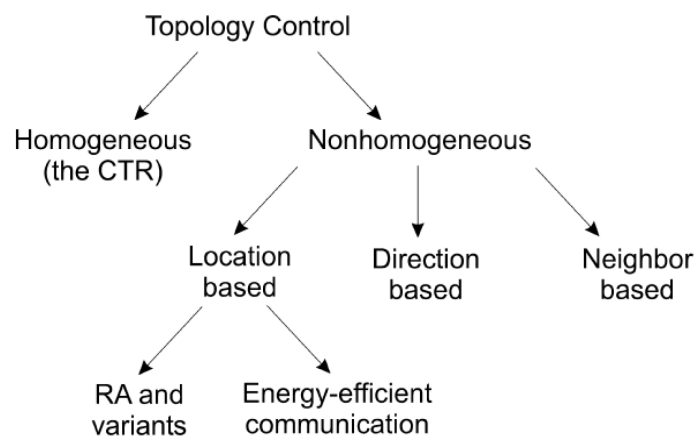 Topology Control
Homogeneous
(the CTR)
Nonhomogeneous
Location
based
Direction
based
Neighbor
based
RA and
variants
Energy-efficient
communication